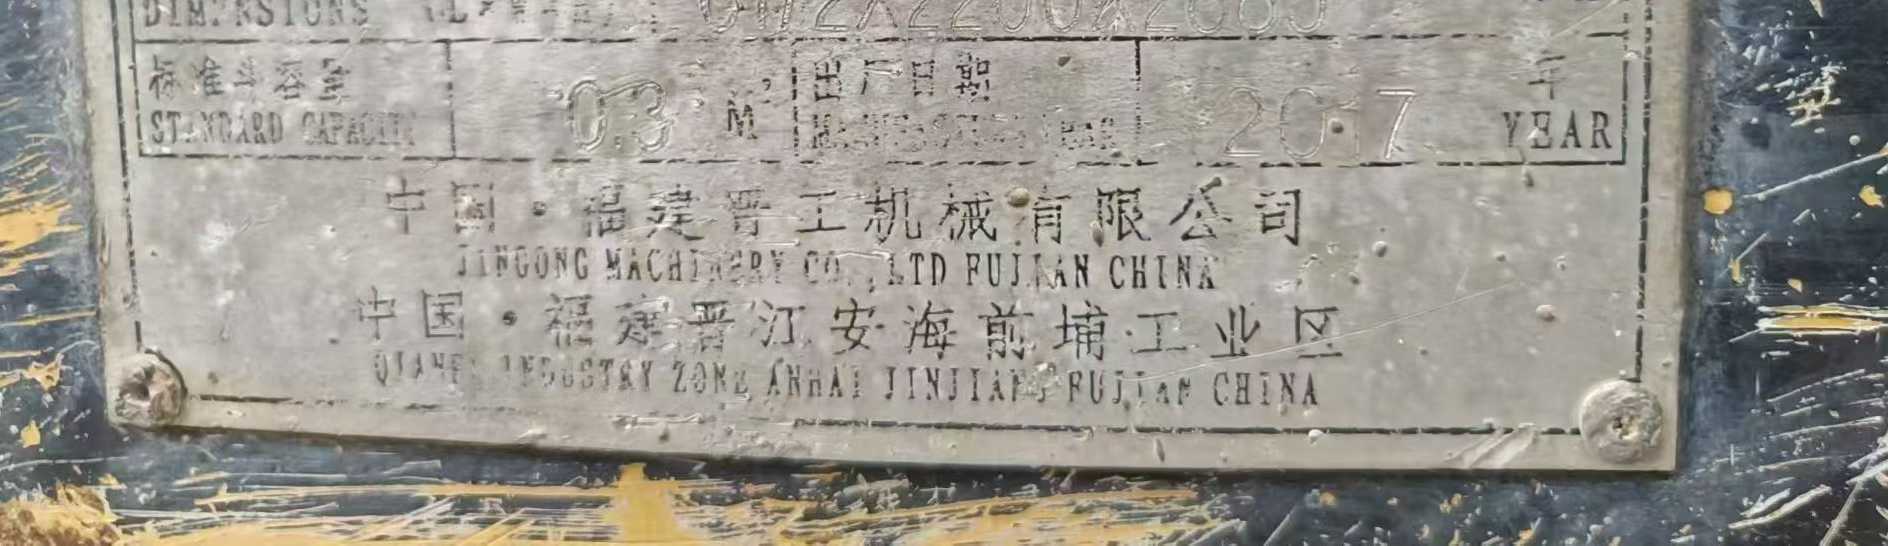 DIMENSIONS
标准斗容量 M³ 出产日期 年
STANDARD CAPACITY 0.3 2017 YEAR
中国·福建晋工机械有限公司
JINGONG MACHINERY CO.,LTD FUJIAN CHINA
中国·福建晋江安海前埔工业区
QIANPU INDUSTRY ZONE ANHAI JINJIANG FUJIAN CHINA